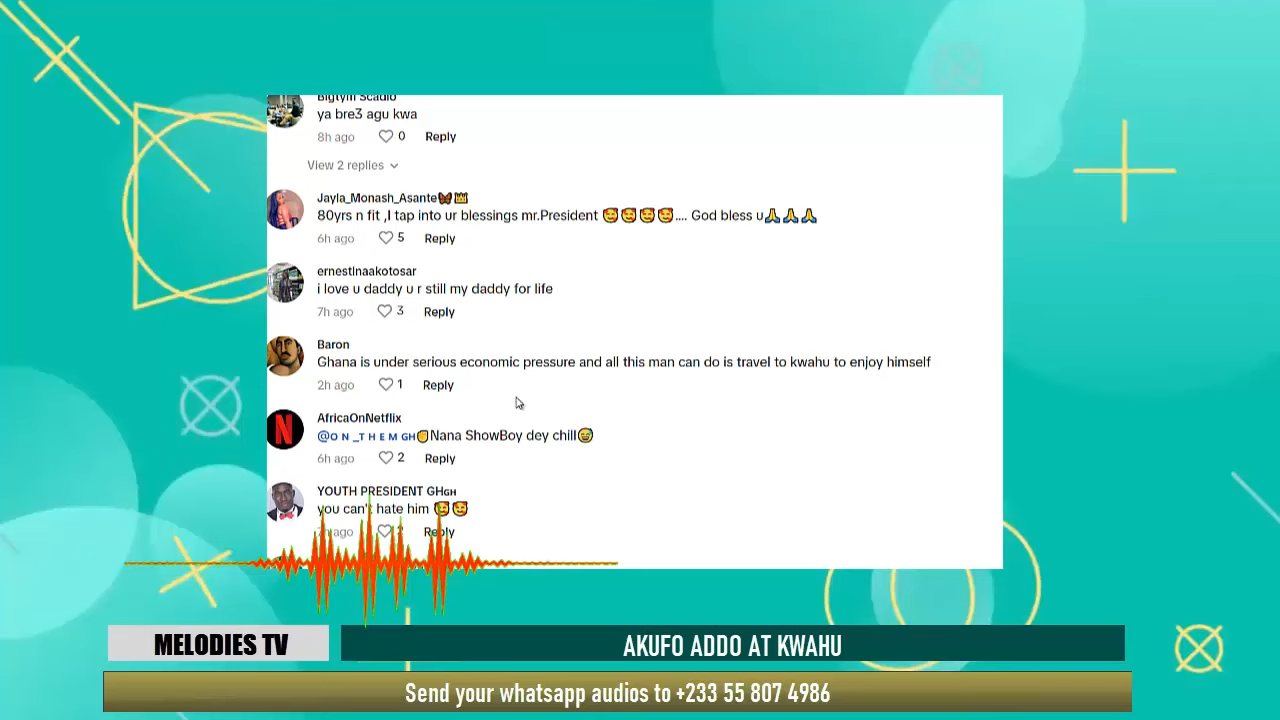 Bigtym Scadio
ya bre3 agu kwa
8h ago 0 Reply
View 2 replies
Jayla_Monash_Asante🦋👑
80yrs n fit ,I tap into ur blessings mr.President 🥰🥰🥰🥰.... God bless u🙏🙏🙏
6h ago 5 Reply
ernestinaakotosar
i love u daddy u r still my daddy for life
7h ago 3 Reply
Baron
Ghana is under serious economic pressure and all this man can do is travel to kwahu to enjoy himself
2h ago 1 Reply
AfricaOnNetflix
@O N _T H E M GH✊Nana ShowBoy dey chill😅
6h ago 2 Reply
YOUTH PRESIDENT GHGH
you can't hate him 🥰🥰
ago 2 Reply
MELODIES TV
AKUFO ADDO AT KWAHU
Send your whatsapp audios to +233 55 807 4986